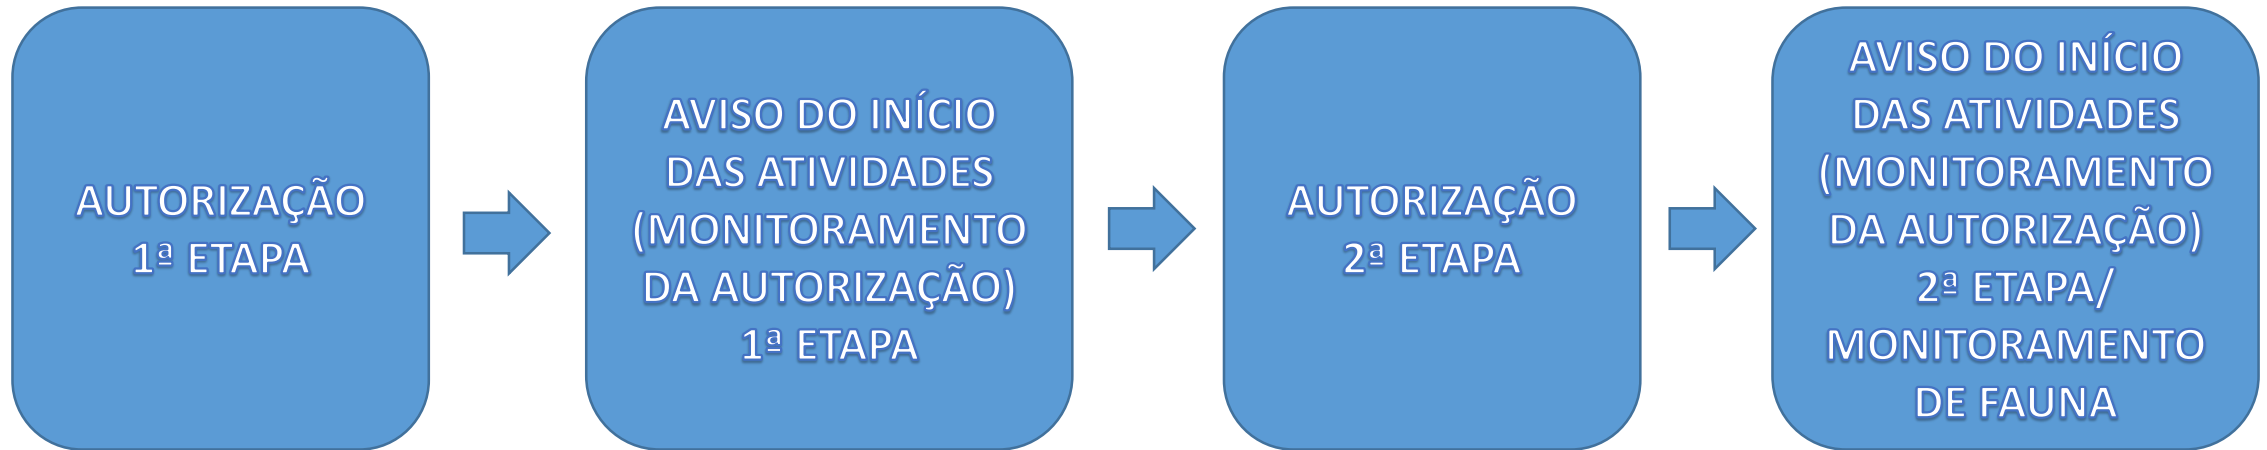 AUTORIZAÇÃO
1ª ETAPA
AVISO DO INÍCIO
DAS ATIVIDADES
(MONITORAMENTO
DA AUTORIZAÇÃO)
1ª ETAPA
AUTORIZAÇÃO
2ª ETAPA
AVISO DO INÍCIO
DAS ATIVIDADES
(MONITORAMENTO
DA AUTORIZAÇÃO)
2ª ETAPA/
MONITORAMENTO
DE FAUNA